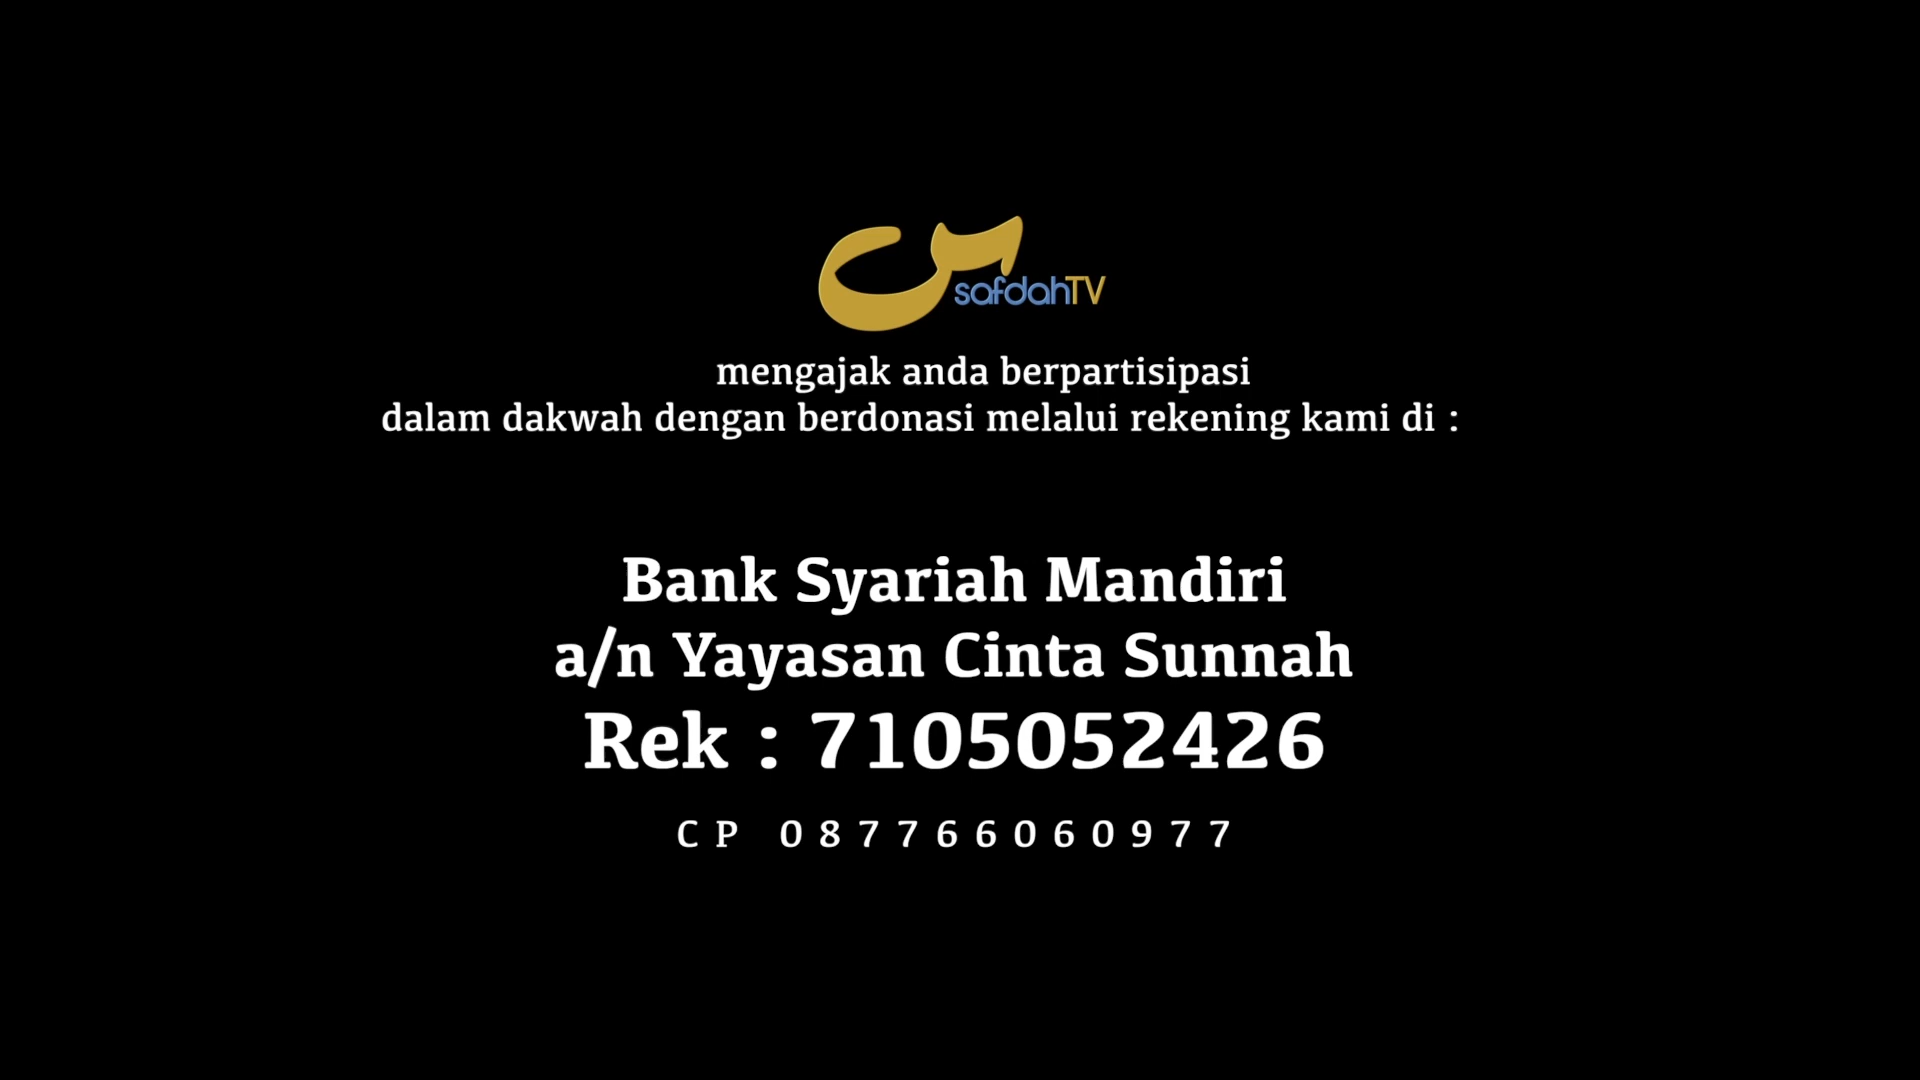 safdahTV
mengajak anda berpartisipasi
dalam dakwah dengan berdonasi melalui rekening kami di :
Bank Syariah Mandiri
a/n Yayasan Cinta Sunnah
Rek : 7105052426
CP 087766060977